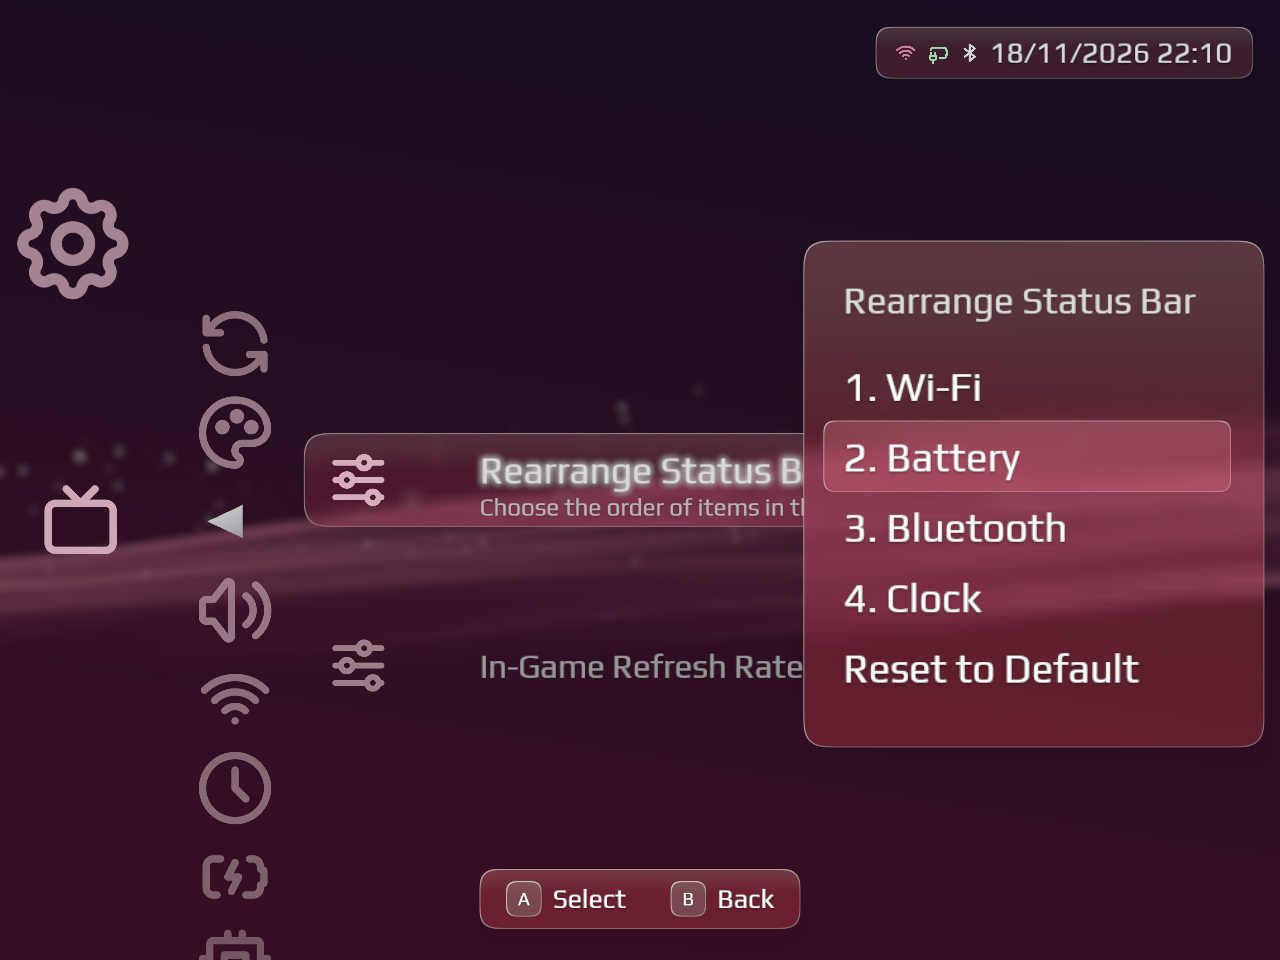 18/11/2026 22:10
Rearrange Status Bar
1. Wi-Fi
2. Battery
3. Bluetooth
4. Clock
Reset to Default
Rearrange Status B
Choose the order of items in t
In-Game Refresh Rate
A Select
B Back